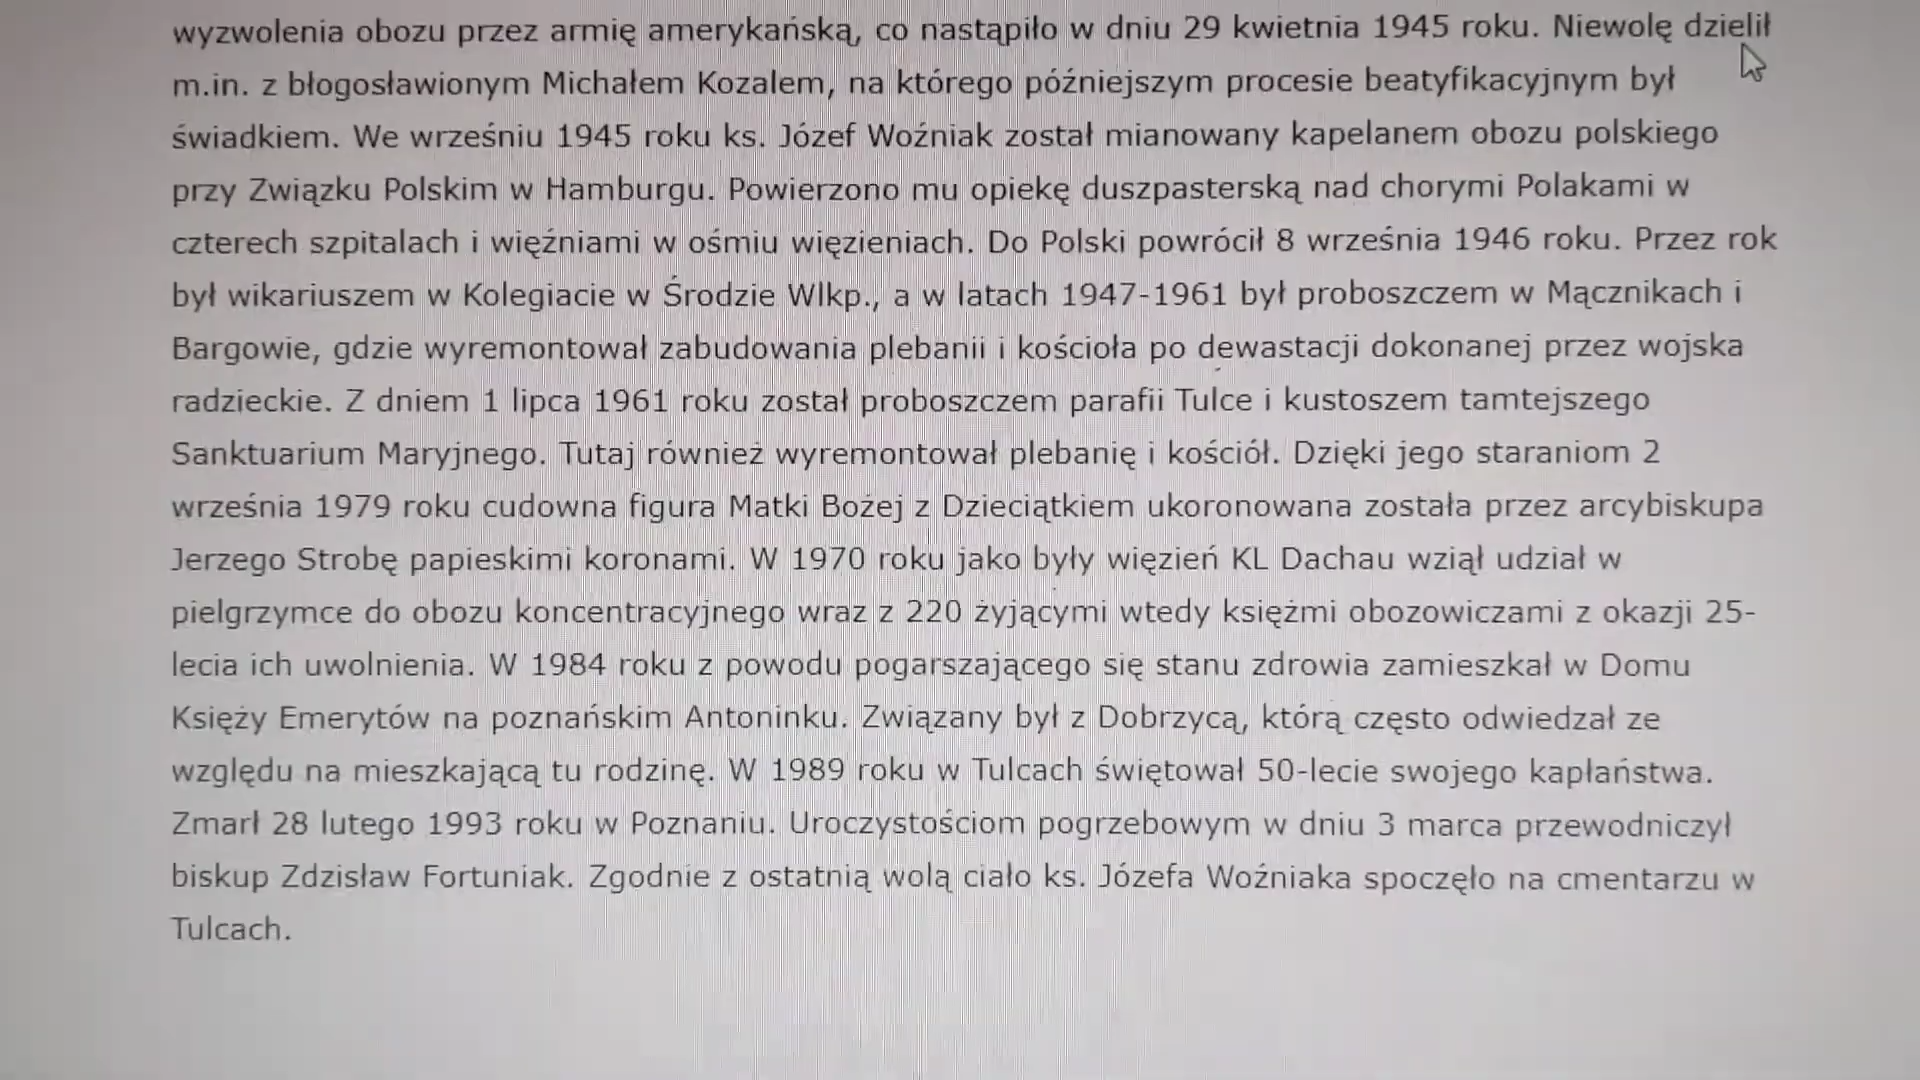 wyzwolenia obozu przez armię amerykańską, co nastąpiło w dniu 29 kwietnia 1945 roku. Niewolę dzielił
m.in. z błogosławionym Michałem Kozalem, na którego późniejszym procesie beatyfikacyjnym był
świadkiem. We wrześniu 1945 roku ks. Józef Woźniak został mianowany kapelanem obozu polskiego
przy Związku Polskim w Hamburgu. Powierzono mu opiekę duszpasterską nad chorymi Polakami w
czterech szpitalach i więźniami w ośmiu więzieniach. Do Polski powrócił 8 września 1946 roku. Przez rok
był wikariuszem w Kolegiacie w Środzie Wlkp., a w latach 1947-1961 był proboszczem w Mącznikach i
Bargowie, gdzie wyremontował zabudowania plebanii i kościoła po dewastacji dokonanej przez wojska
radzieckie. Z dniem 1 lipca 1961 roku został proboszczem parafii Tulce i kustoszem tamtejszego
Sanktuarium Maryjnego. Tutaj również wyremontował plebanię i kościół. Dzięki jego staraniom 2
września 1979 roku cudowna figura Matki Bożej z Dzieciątkiem ukoronowana została przez arcybiskupa
Jerzego Strobę papieskimi koronami. W 1970 roku jako były więzień KL Dachau wziął udział w
pielgrzymce do obozu koncentracyjnego wraz z 220 żyjącymi wtedy księżmi obozowiczami z okazji 25-
lecia ich uwolnienia. W 1984 roku z powodu pogarszającego się stanu zdrowia zamieszkał w Domu
Księży Emerytów na poznańskim Antoninku. Związany był z Dobrzycą, którą często odwiedzał ze
względu na mieszkającą tu rodzinę. W 1989 roku w Tulcach świętował 50-lecie swojego kapłaństwa.
Zmarł 28 lutego 1993 roku w Poznaniu. Uroczystościom pogrzebowym w dniu 3 marca przewodniczył
biskup Zdzisław Fortuniak. Zgodnie z ostatnią wolą ciało ks. Józefa Woźniaka spoczęło na cmentarzu w
Tulcach.